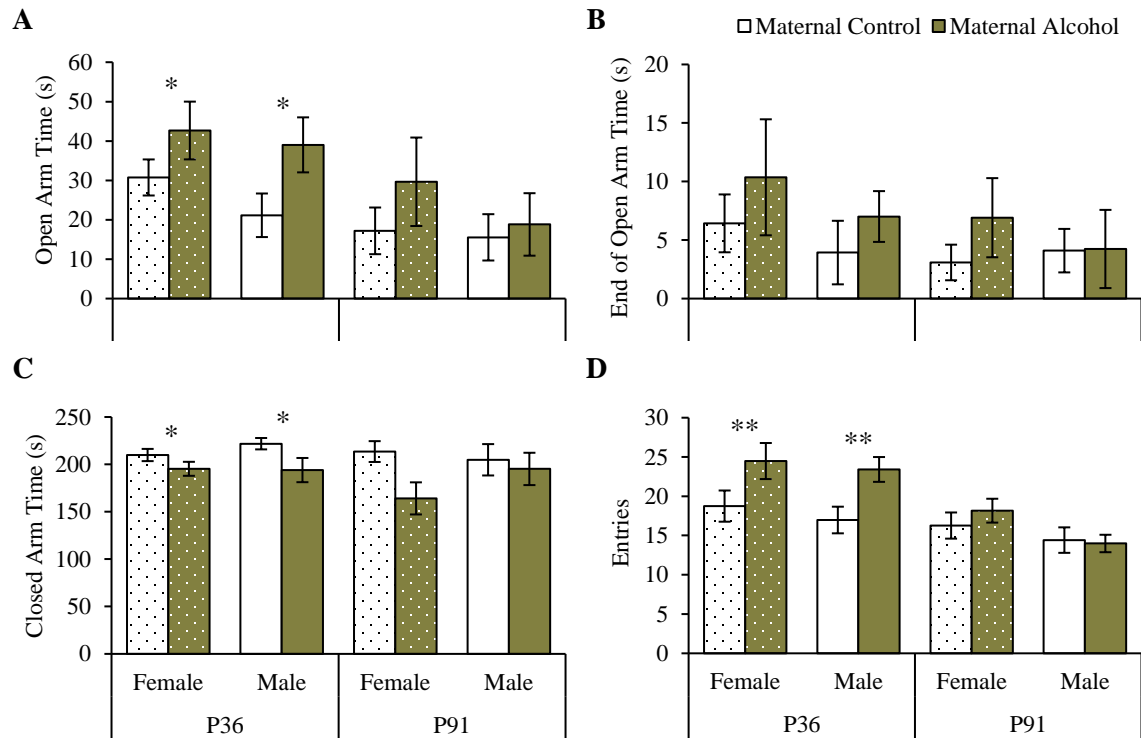 A
B
Maternal Control Maternal Alcohol
Open Arm Time (s)
60
50
40
30
20
10
0
*
*
End of Open Arm Time (s)
20
15
10
5
0
C
D
Closed Arm Time (s)
250
200
150
100
50
0
*
*
Female Male Female Male
P36 P91
Entries
30
25
20
15
10
5
0
**
**
Female Male Female Male
P36 P91